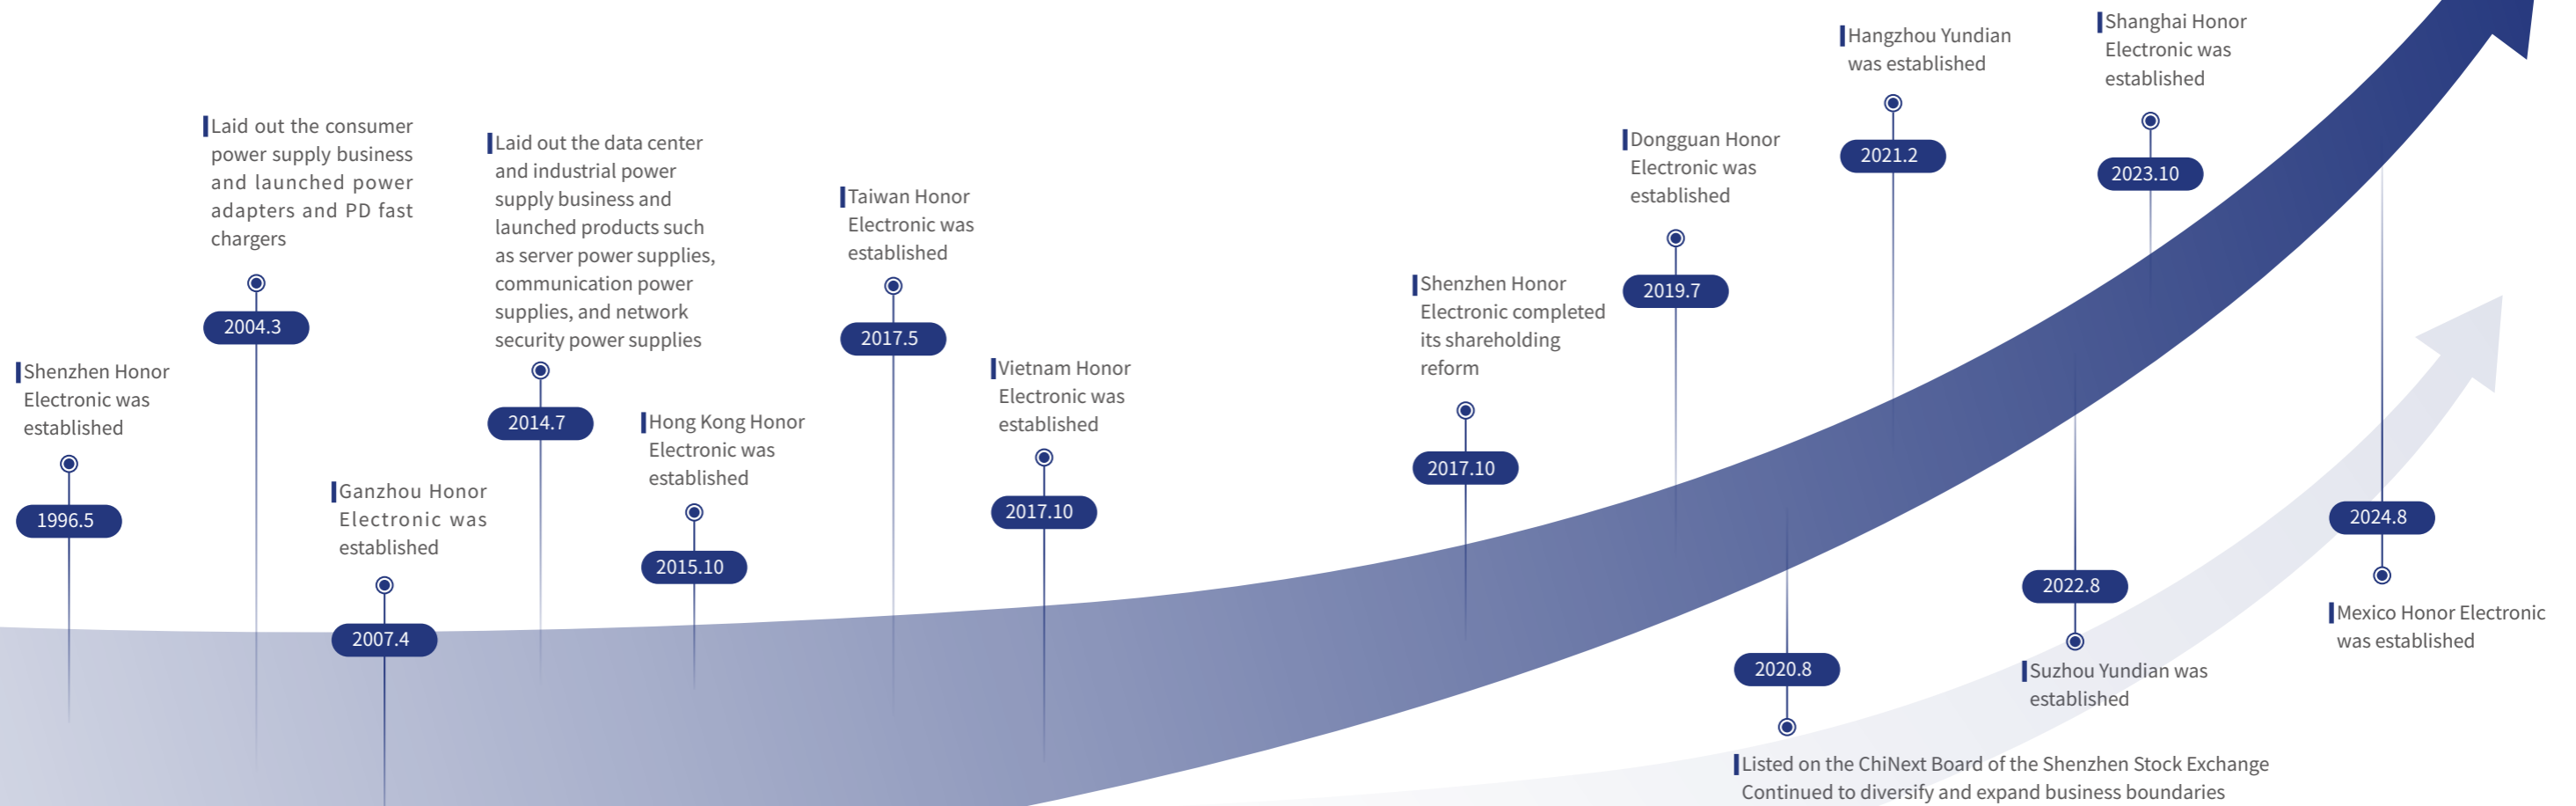 Shenzhen Honor
Electronic was
established
1996.5
Laid out the consumer
power supply business
and launched power
adapters and PD fast
chargers
2004.3
Ganzhou Honor
Electronic was
established
2007.4
Laid out the data center
and industrial power
supply business and
launched products such
as server power supplies,
communication power
supplies, and network
security power supplies
2014.7
Hong Kong Honor
Electronic was
established
2015.10
Taiwan Honor
Electronic was
established
2017.5
Vietnam Honor
Electronic was
established
2017.10
Shenzhen Honor
Electronic completed
its shareholding
reform
2017.10
Dongguan Honor
Electronic was
established
2019.7
2020.8
Listed on the ChiNext Board of the Shenzhen Stock Exchange
Continued to diversify and expand business boundaries
Hangzhou Yundian
was established
2021.2
2022.8
Suzhou Yundian was
established
Shanghai Honor
Electronic was
established
2023.10
2024.8
Mexico Honor Electronic
was established